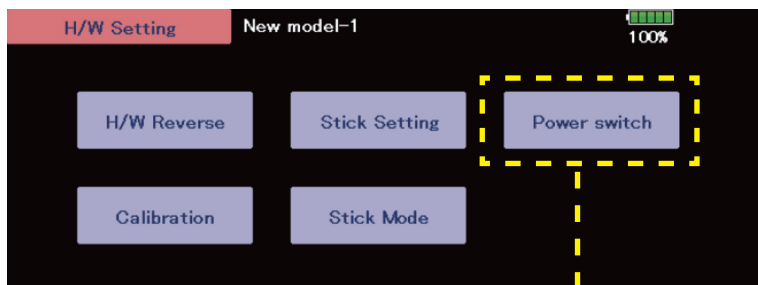 H/W Setting New model-1
100%
H/W Reverse Stick Setting Power switch
Calibration Stick Mode